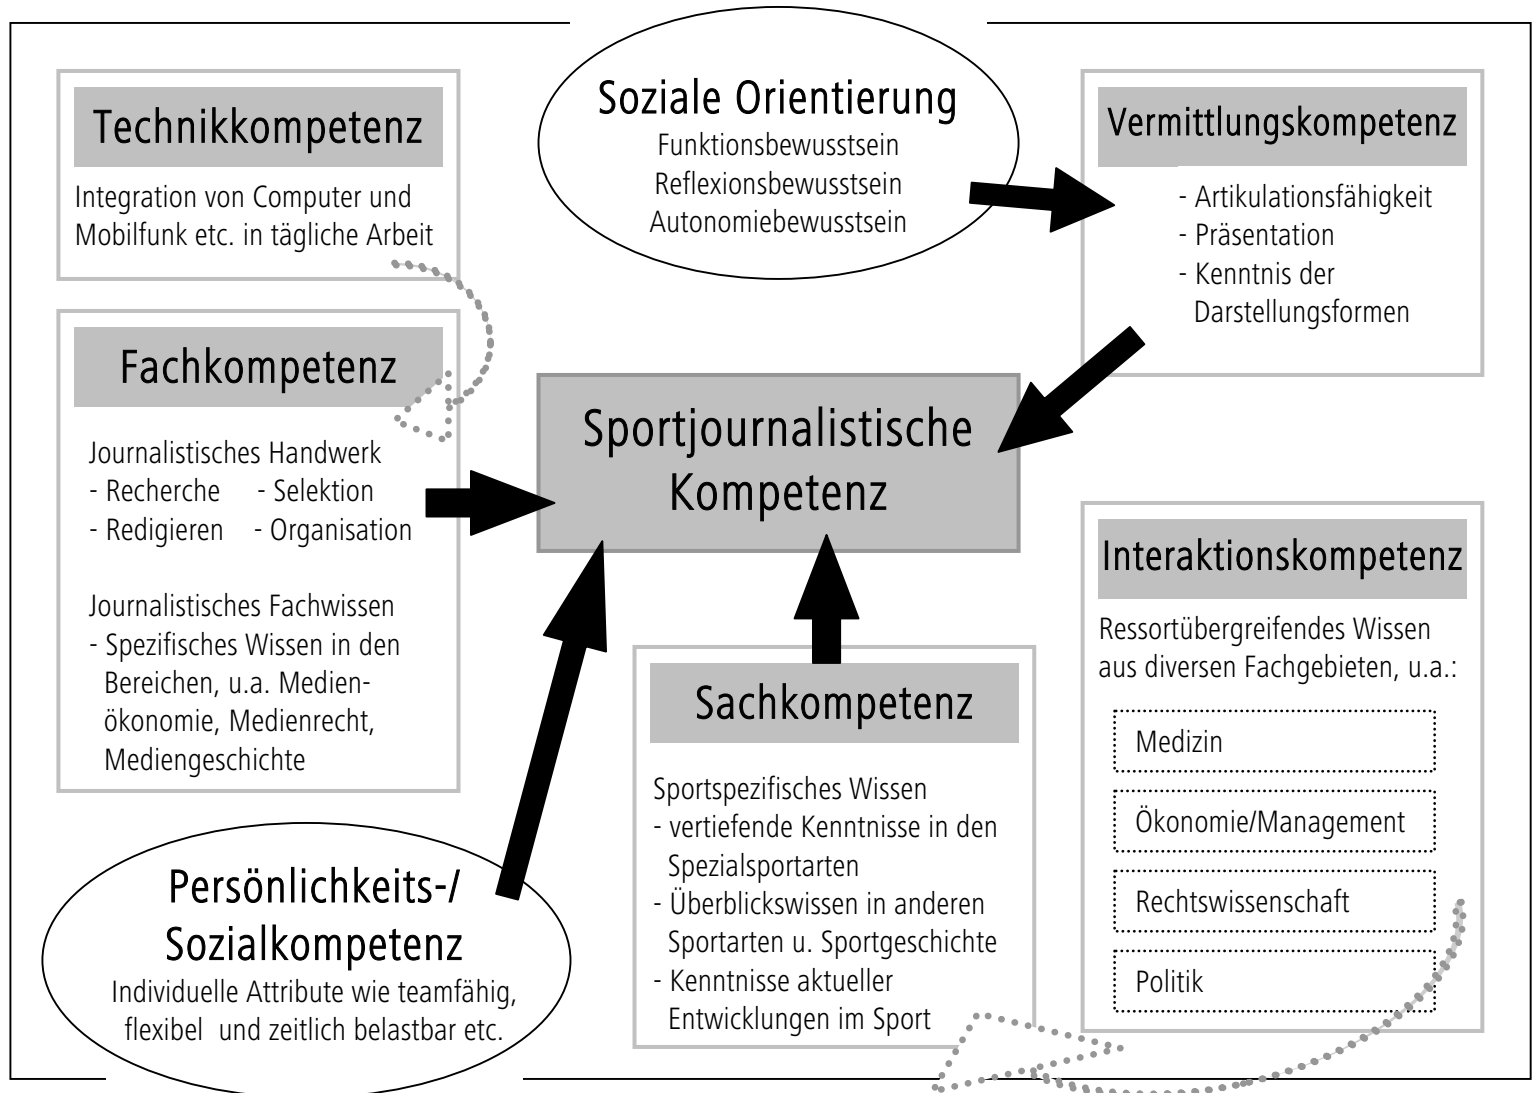 Technikkompetenz
Integration von Computer und
Mobilfunk etc. in tägliche Arbeit
Soziale Orientierung
Funktionsbewusstsein
Reflexionsbewusstsein
Autonomiebewusstsein
Vermittlungskompetenz
- Artikulationsfähigkeit
- Präsentation
- Kenntnis der
Darstellungsformen
Fachkompetenz
Journalistisches Handwerk
- Recherche - Selektion
- Redigieren - Organisation
Journalistisches Fachwissen
- Spezifisches Wissen in den
Bereichen, u.a. Medien-
ökonomie, Medienrecht,
Mediengeschichte
Sportjournalistische
Kompetenz
Interaktionskompetenz
Ressortübergreifendes Wissen
aus diversen Fachgebieten, u.a.:
Medizin
Ökonomie/Management
Rechtswissenschaft
Politik
Sachkompetenz
Sportspezifisches Wissen
- vertiefende Kenntnisse in den
Spezialsportarten
- Überblickswissen in anderen
Sportarten u. Sportgeschichte
- Kenntnisse aktueller
Entwicklungen im Sport
Persönlichkeits-/
Sozialkompetenz
Individuelle Attribute wie teamfähig,
flexibel und zeitlich belastbar etc.